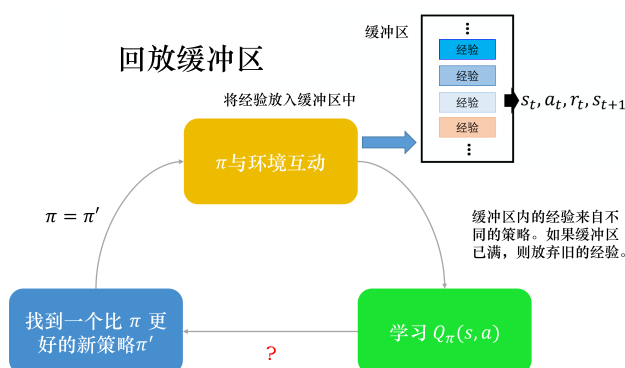 回放缓冲区
缓冲区
⋮
经验
经验
经验
经验
⋮
s_t, a_t, r_t, s_{t+1}
将经验放入缓冲区中
π与环境互动
π = π′
缓冲区内的经验来自不
同的策略。如果缓冲区
已满，则放弃旧的经验。
找到一个比 π 更
好的新策略π′
?
学习 Q_π(s,a)